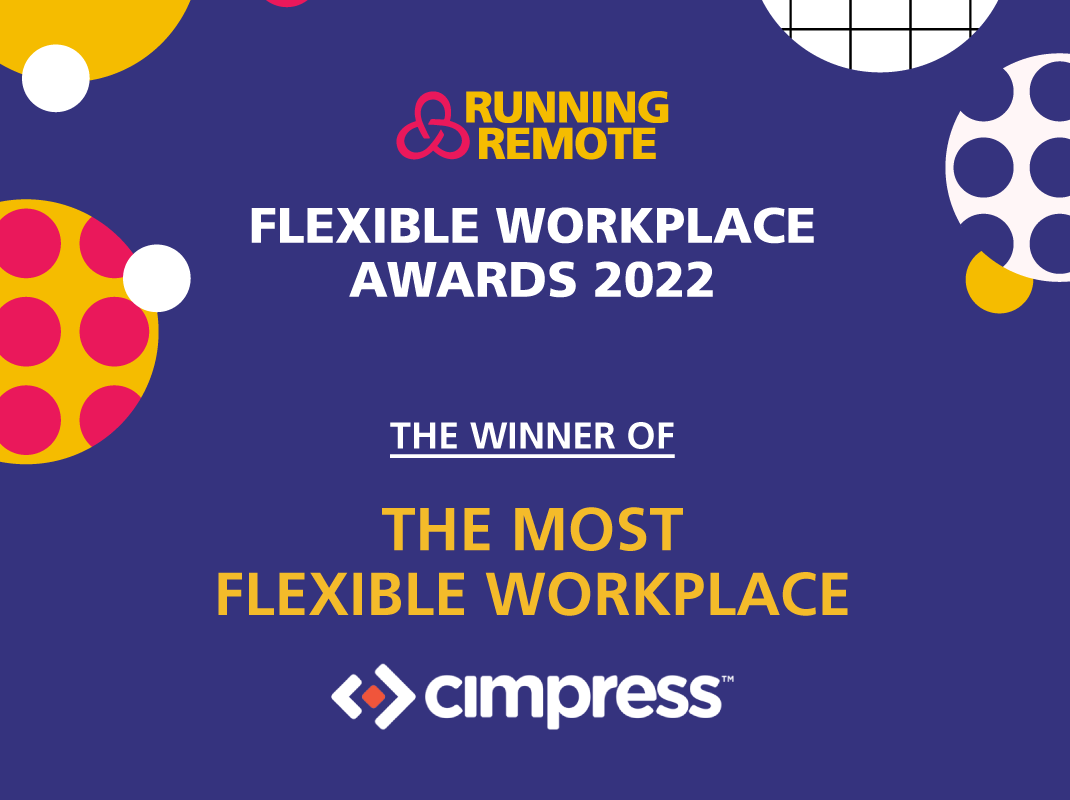 RUNNING
REMOTE
FLEXIBLE WORKPLACE
AWARDS 2022
THE WINNER OF
THE MOST
FLEXIBLE WORKPLACE
cimpress™